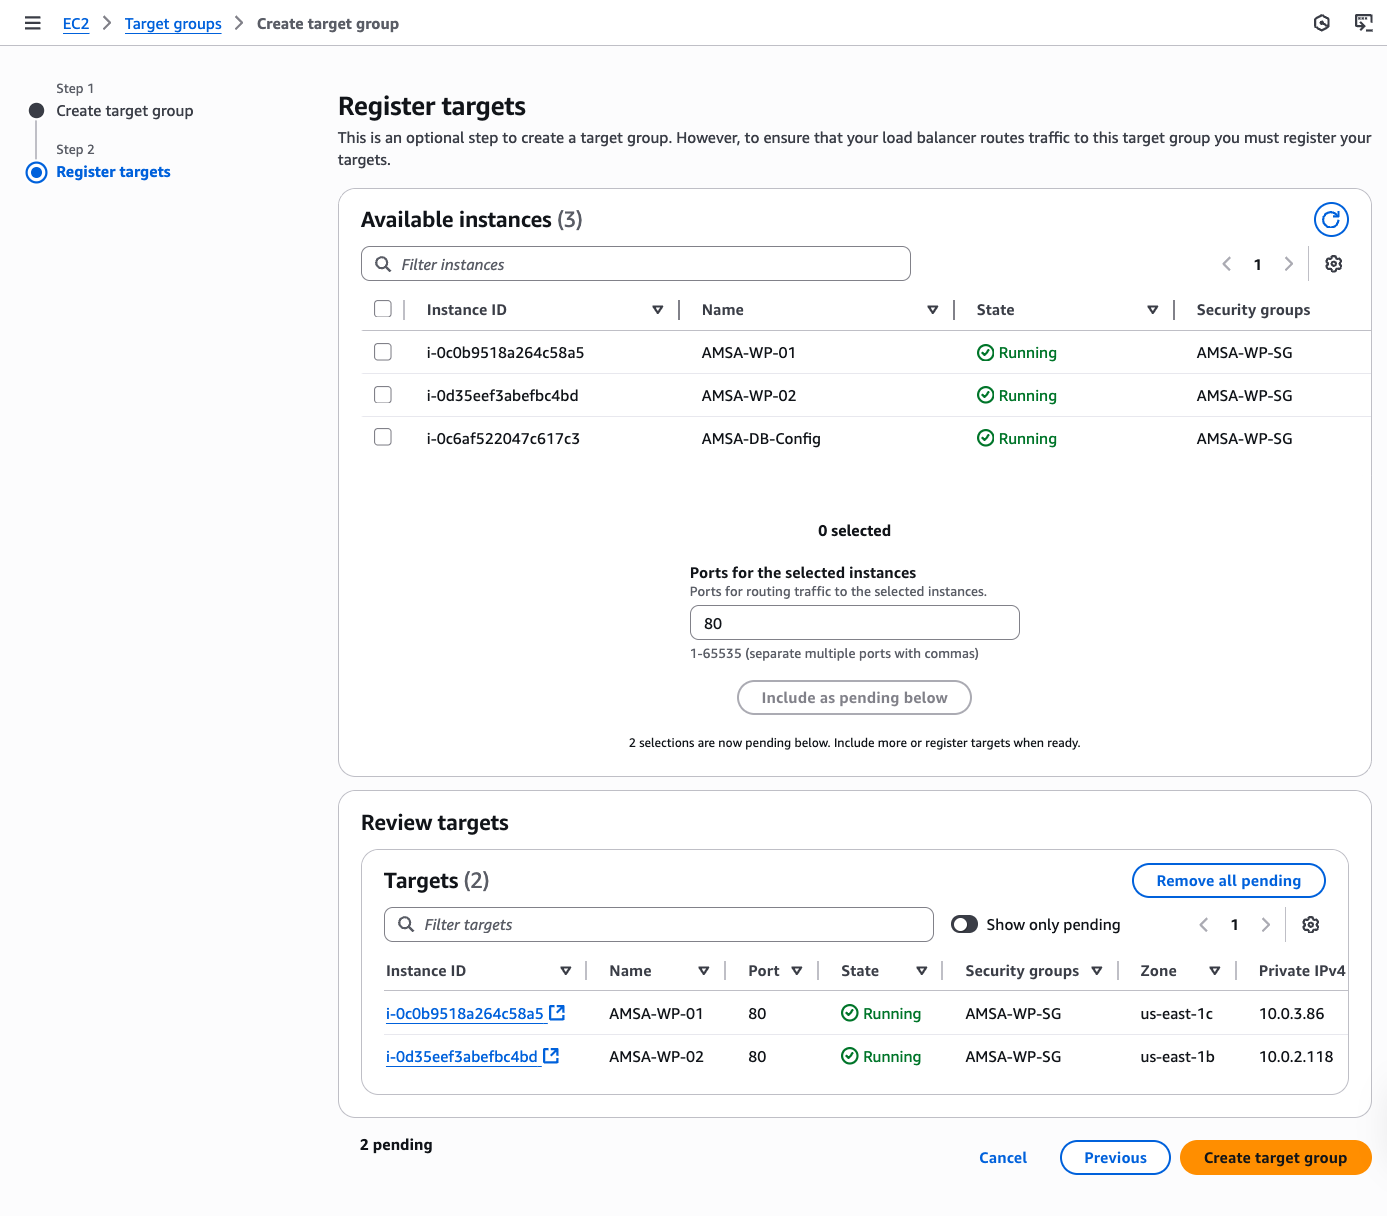 EC2 > Target groups > Create target group
Step 1
Create target group
Step 2
Register targets
Register targets
This is an optional step to create a target group. However, to ensure that your load balancer routes traffic to this target group you must register your
targets.
Available instances (3)
Filter instances
1
Instance ID Name State Security groups
i-0c0b9518a264c58a5 AMSA-WP-01 Running AMSA-WP-SG
i-0d35eef3abefbc4bd AMSA-WP-02 Running AMSA-WP-SG
i-0c6af522047c617c3 AMSA-DB-Config Running AMSA-WP-SG
0 selected
Ports for the selected instances
Ports for routing traffic to the selected instances.
80
1-65535 (separate multiple ports with commas)
Include as pending below
2 selections are now pending below. Include more or register targets when ready.
Review targets
Targets (2)
Remove all pending
Filter targets
Show only pending
1
Instance ID Name Port State Security groups Zone Private IPv4
i-0c0b9518a264c58a5 AMSA-WP-01 80 Running AMSA-WP-SG us-east-1c 10.0.3.86
i-0d35eef3abefbc4bd AMSA-WP-02 80 Running AMSA-WP-SG us-east-1b 10.0.2.118
2 pending
Cancel
Previous
Create target group